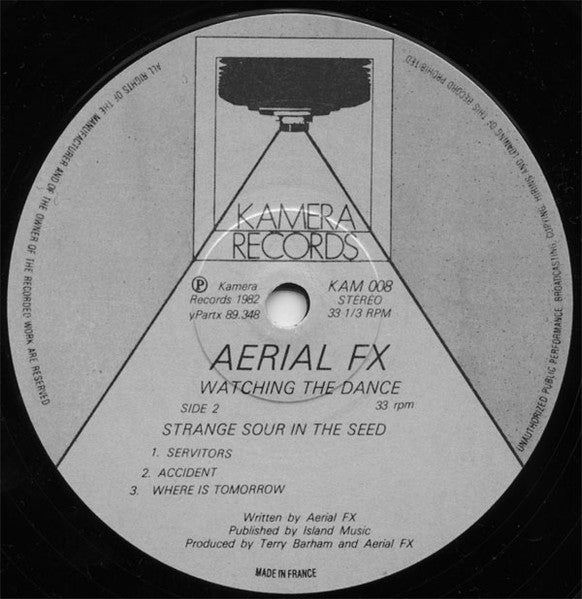 ALL RIGHTS OF THE MANUFACTURER AND OF THE OWNER OF THE RECORDED WORK ARE RESERVED
UNAUTHORIZED PUBLIC PERFORMANCE, BROADCASTING, COPYING, HIRING AND LOANING OF THIS RECORD PROHIBITED
KAMERA
RECORDS
Ⓟ Kamera
Records 1982
yPartx 89.348
KAM 008
STEREO
33 1/3 RPM
AERIAL FX
WATCHING THE DANCE
SIDE 2
33 rpm
STRANGE SOUR IN THE SEED
1. SERVITORS
2. ACCIDENT
3. WHERE IS TOMORROW
Written by Aerial FX
Published by Island Music
Produced by Terry Barham and Aerial FX
MADE IN FRANCE